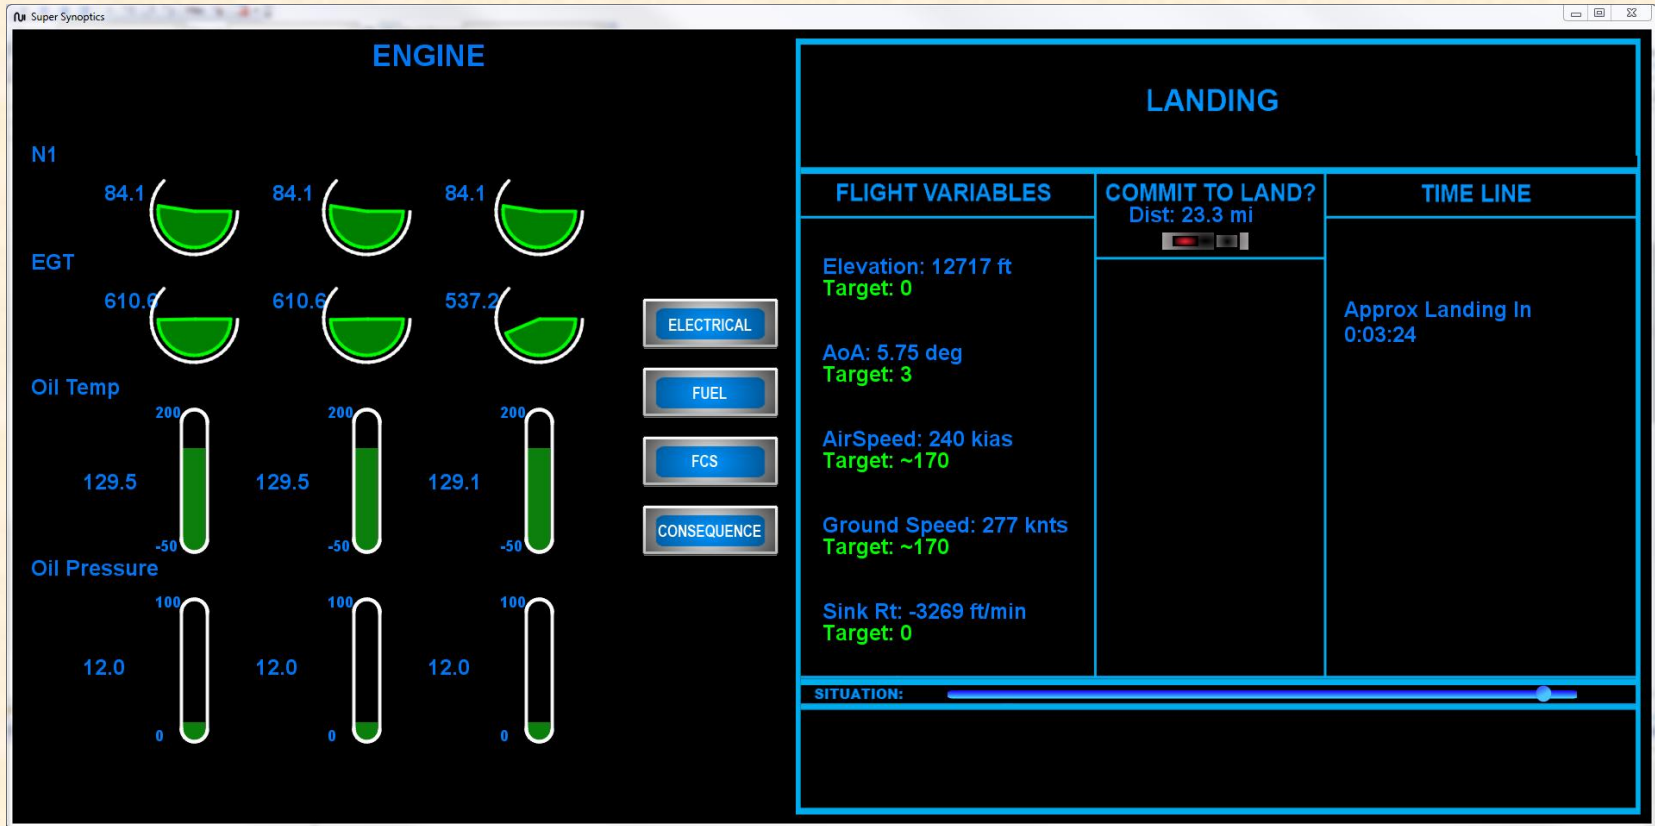 Super Synoptics
ENGINE
N1
84.1
84.1
84.1
EGT
610.6
610.6
537.2
Oil Temp
200
200
200
129.5
129.5
129.1
-50
-50
-50
Oil Pressure
100
100
100
12.0
12.0
12.0
0
0
0
ELECTRICAL
FUEL
FCS
CONSEQUENCE
LANDING
FLIGHT VARIABLES
Elevation: 12717 ft
Target: 0
AoA: 5.75 deg
Target: 3
AirSpeed: 240 kias
Target: ~170
Ground Speed: 277 knts
Target: ~170
Sink Rt: -3269 ft/min
Target: 0
COMMIT TO LAND?
Dist: 23.3 mi
TIME LINE
Approx Landing In
0:03:24
SITUATION: